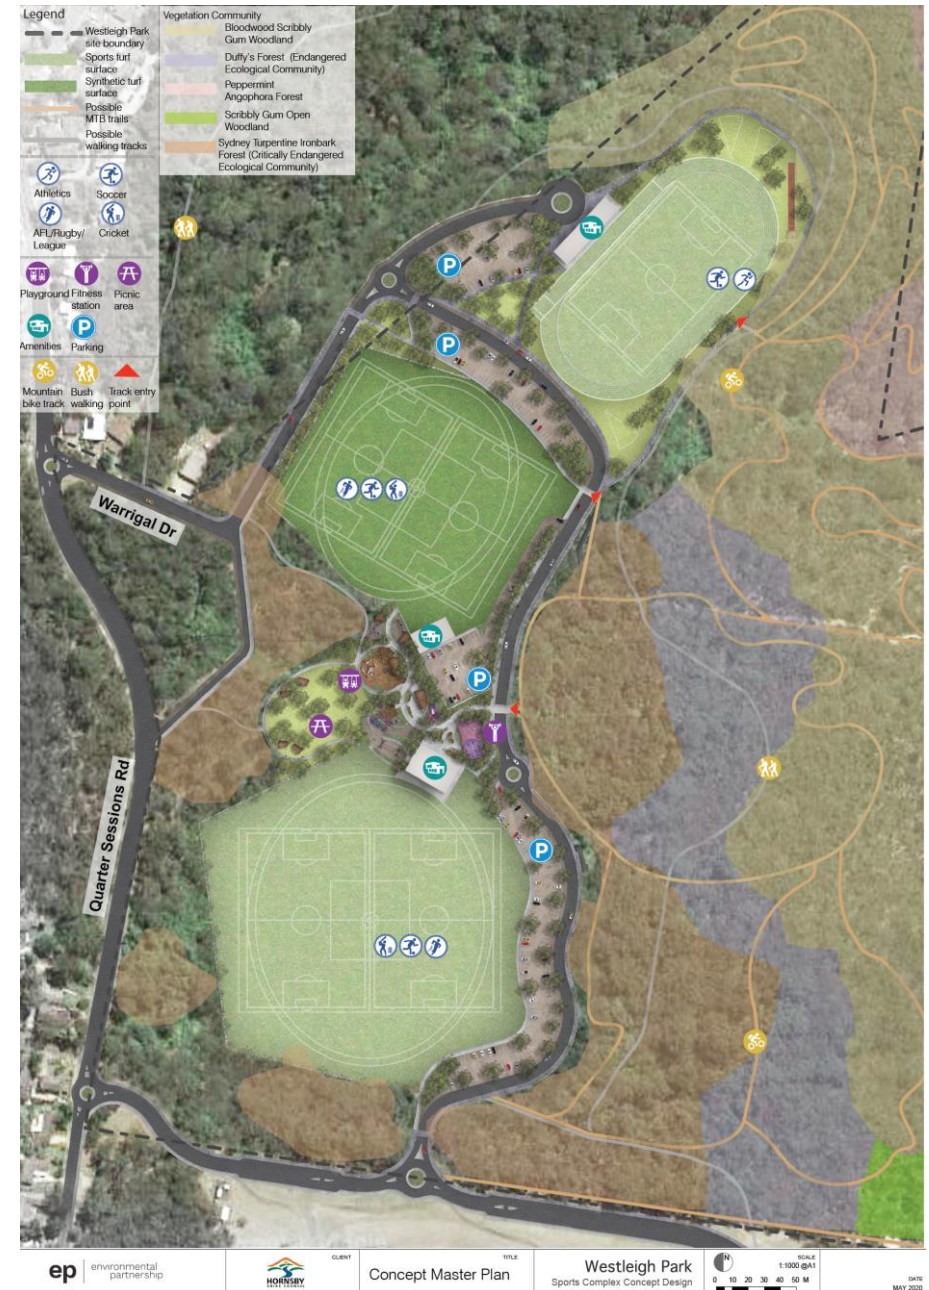 Legend
Westleigh Park
site boundary
Sports turf
surface
Synthetic turf
surface
Possible
MTB trails
Possible
walking tracks
Athletics
Soccer
AFL/Rugby/
League
Cricket
Playground
Fitness
station
Picnic
area
Amenities
Parking
Mountain
bike track
Bush
walking
Track entry
point
Vegetation Community
Bloodwood Scribbly
Gum Woodland
Duffy's Forest (Endangered
Ecological Community)
Peppermint
Angophora Forest
Scribbly Gum Open
Woodland
Sydney Turpentine Ironbark
Forest (Critically Endangered
Ecological Community)
P
P
P
P
P
Warrigal Dr
Quarter Sessions Rd
ep
environmental
partnership
CLIENT
HORNSBY
SHIRE COUNCIL
TITLE
Concept Master Plan
Westleigh Park
Sports Complex Concept Design
N
SCALE
1:1000 @A1
0 10 20 30 40 50 M
DATE
MAY 2020